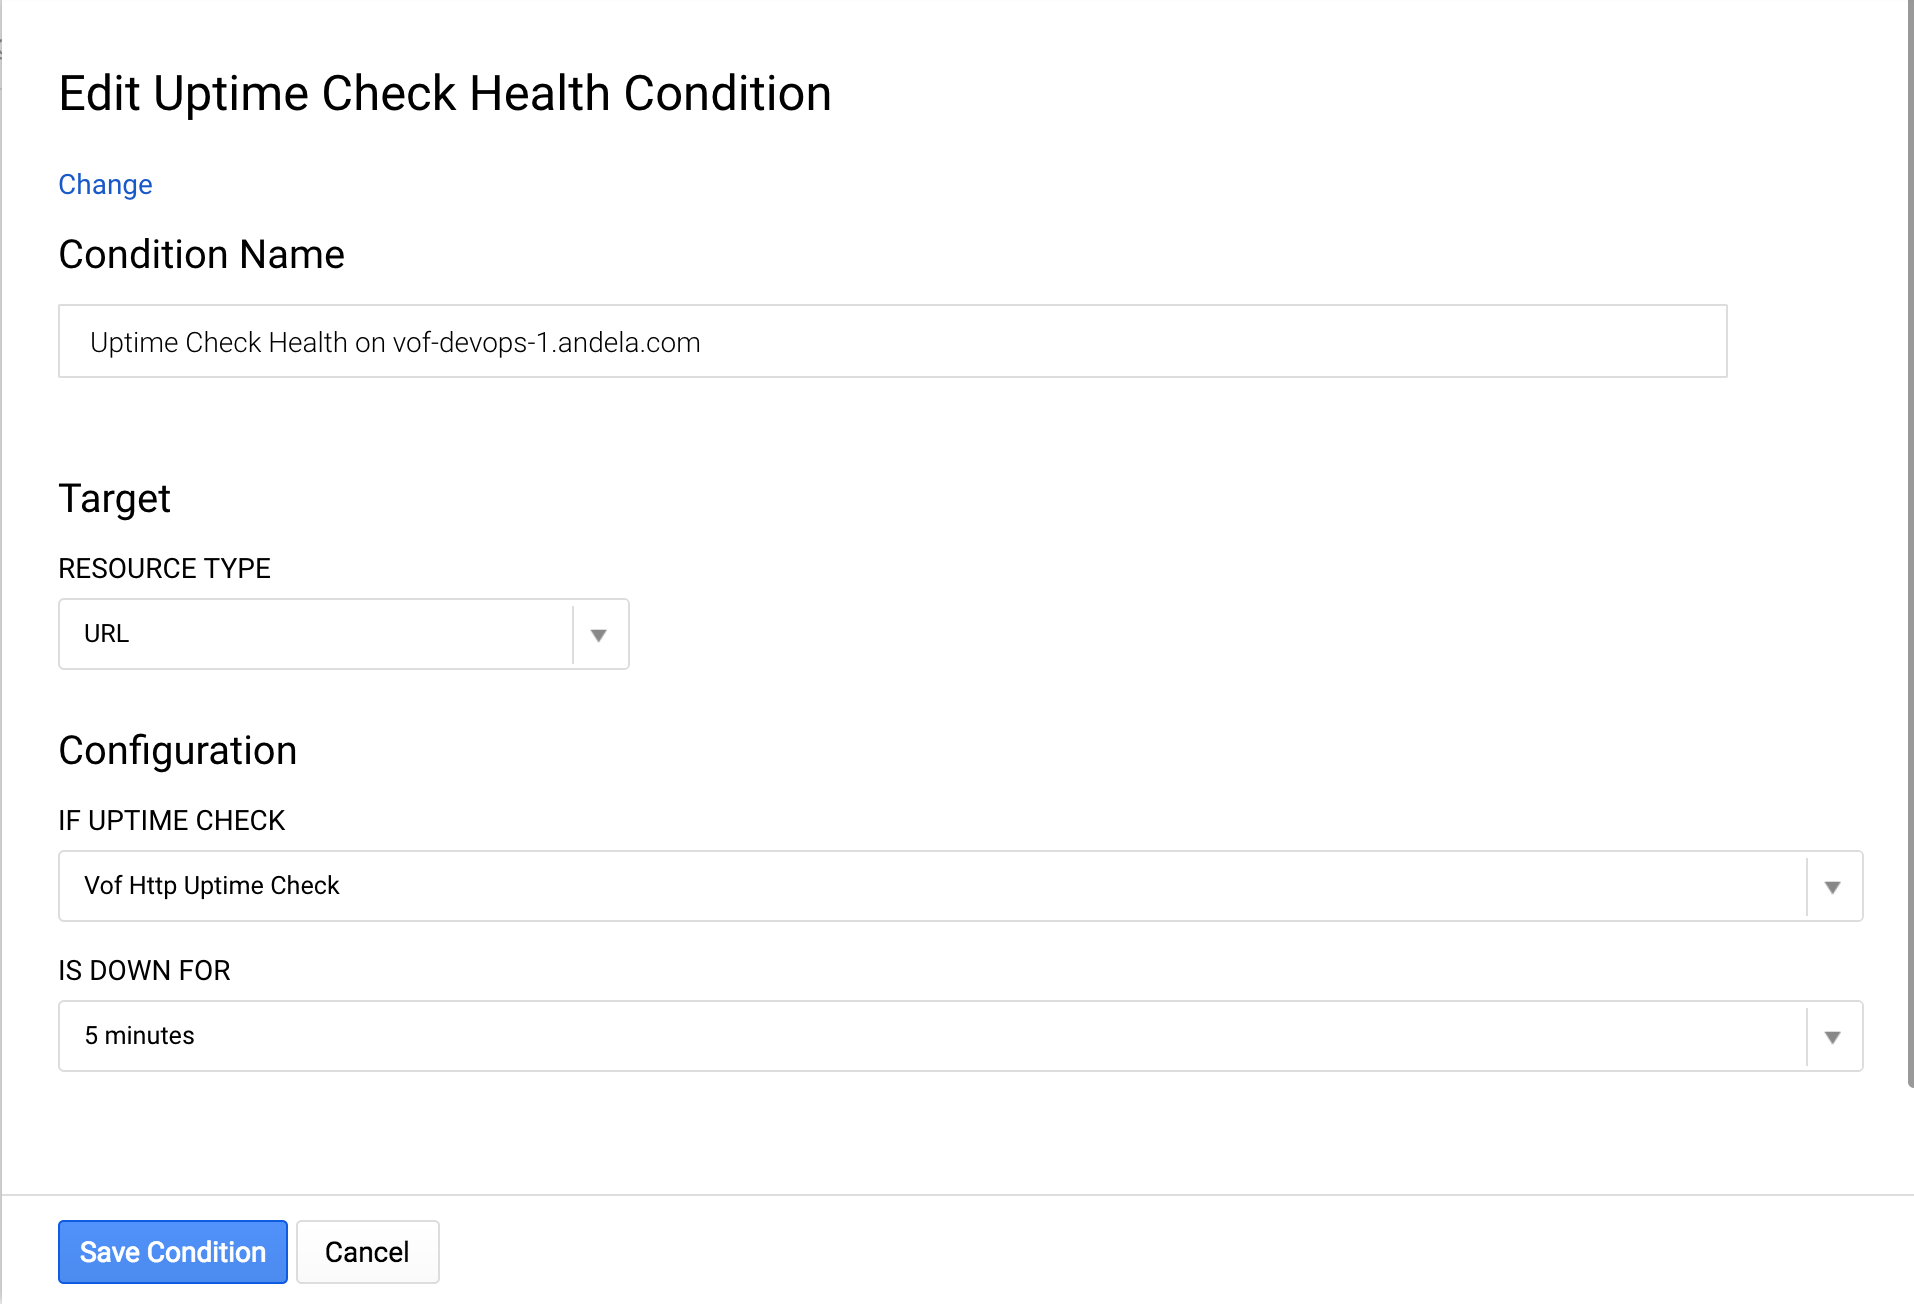 Edit Uptime Check Health Condition
Change
Condition Name
Uptime Check Health on vof-devops-1.andela.com
Target
RESOURCE TYPE
URL
Configuration
IF UPTIME CHECK
Vof Http Uptime Check
IS DOWN FOR
5 minutes
Save Condition Cancel